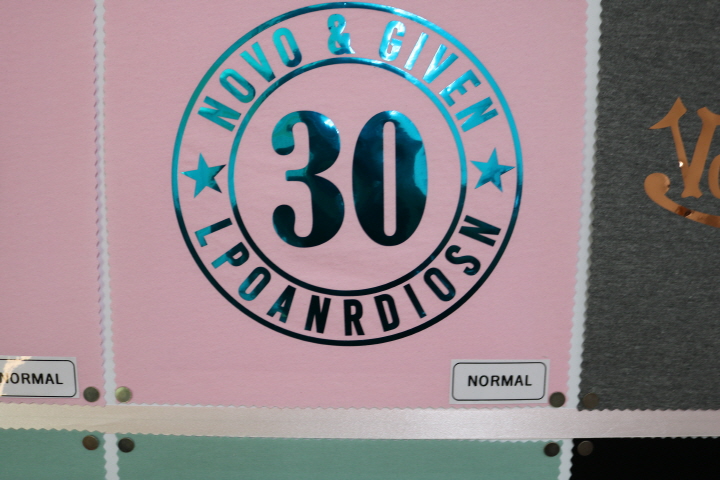 NOVO & GIVEN
30
LPOANRDIOSN
NORMAL
NORMAL